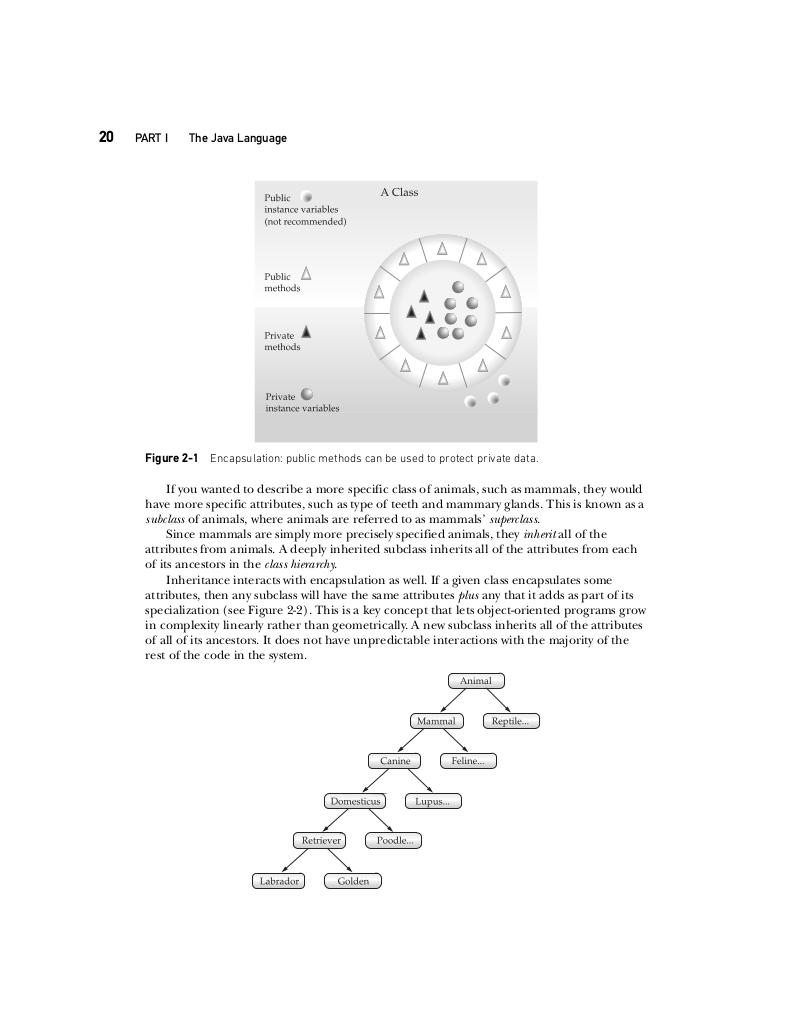 20 PART I The Java Language
A Class
Public
instance variables
(not recommended)
Public
methods
Private
methods
Private
instance variables
Figure 2-1 Encapsulation: public methods can be used to protect private data.
If you wanted to describe a more specific class of animals, such as mammals, they would
have more specific attributes, such as type of teeth and mammary glands. This is known as a
subclass of animals, where animals are referred to as mammals’ superclass.
Since mammals are simply more precisely specified animals, they inherit all of the
attributes from animals. A deeply inherited subclass inherits all of the attributes from each
of its ancestors in the class hierarchy.
Inheritance interacts with encapsulation as well. If a given class encapsulates some
attributes, then any subclass will have the same attributes plus any that it adds as part of its
specialization (see Figure 2-2). This is a key concept that lets object-oriented programs grow
in complexity linearly rather than geometrically. A new subclass inherits all of the attributes
of all of its ancestors. It does not have unpredictable interactions with the majority of the
rest of the code in the system.
Animal
Mammal Reptile...
Canine Feline...
Domesticus Lupus...
Retriever Poodle...
Labrador Golden